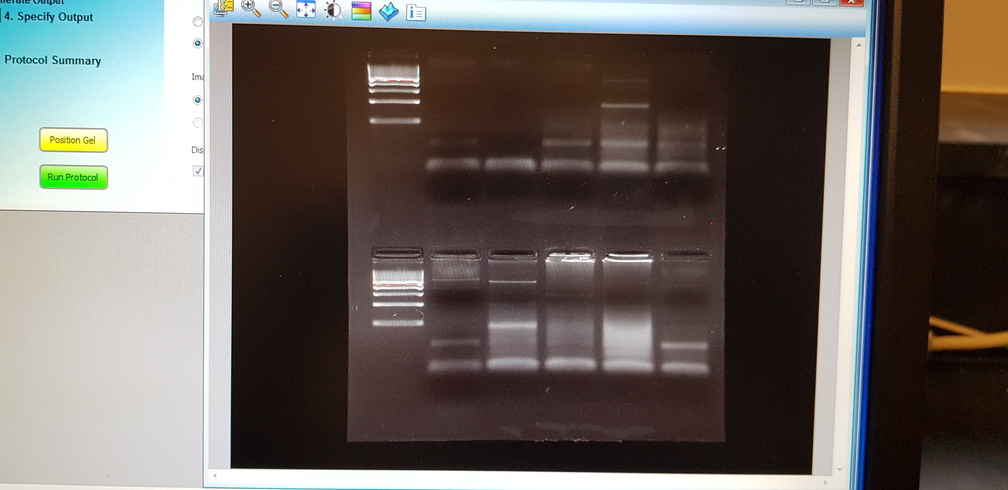 4. Specify Output
Protocol Summary
Position Gel
Run Protocol
Ima
Dis